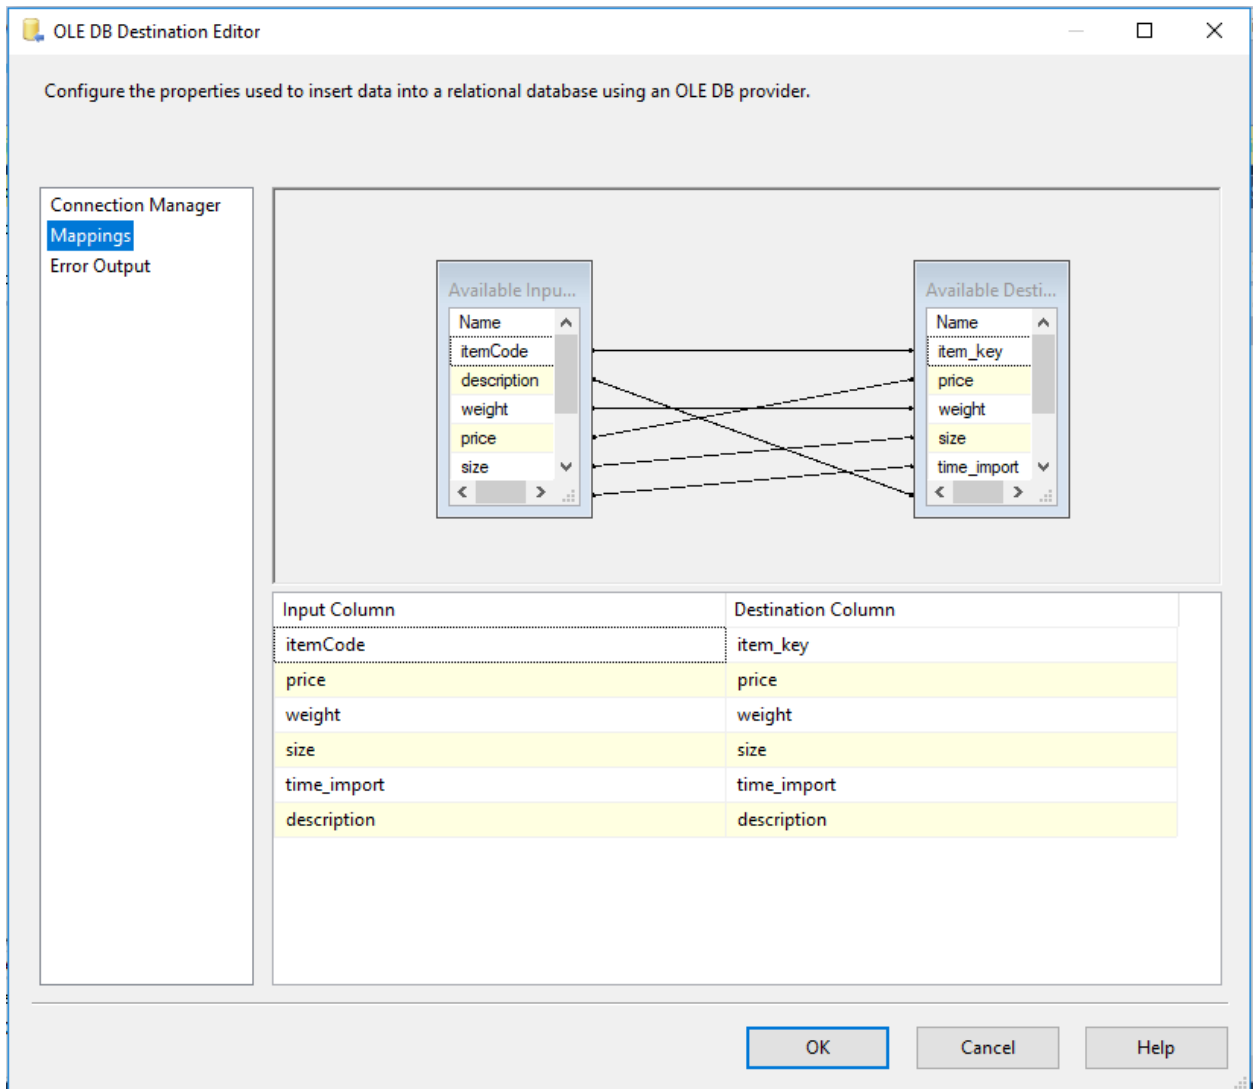 OLE DB Destination Editor
Configure the properties used to insert data into a relational database using an OLE DB provider.
Connection Manager
Mappings
Error Output
Available Inpu...
Name
itemCode
description
weight
price
size
Available Desti...
Name
item_key
price
weight
size
time_import
Input Column Destination Column
itemCode item_key
price price
weight weight
size size
time_import time_import
description description
OK Cancel Help